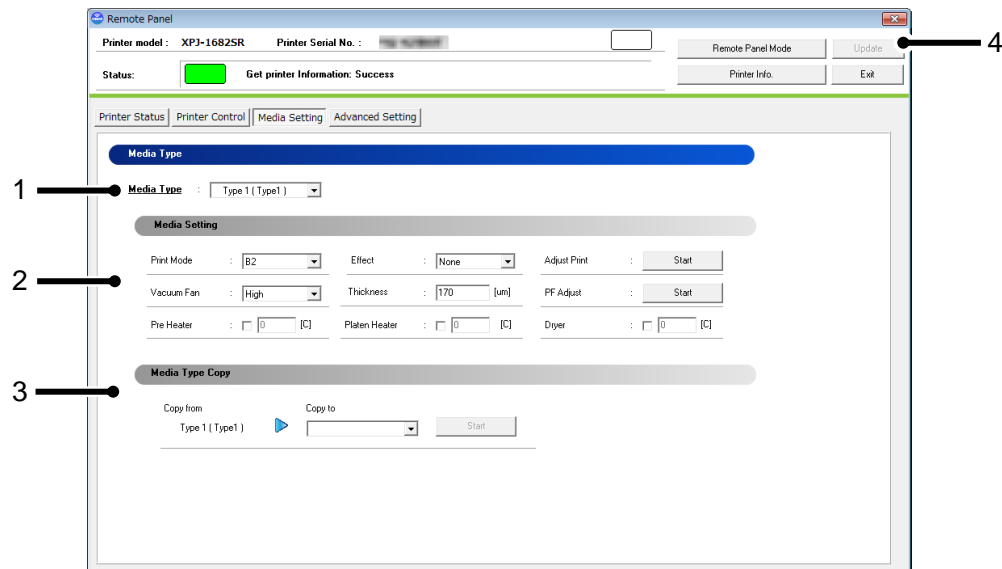 Remote Panel
Printer model : XPJ-1682SR Printer Serial No. :
Remote Panel Mode Update
4
Status: Get printer Information: Success
Printer Info. Exit
Printer Status Printer Control Media Setting Advanced Setting
Media Type
1
Media Type : Type 1 ( Type1 )
Media Setting
Print Mode : B2 Effect : None Adjust Print : Start
2
Vacuum Fan : High Thickness : 170 [um] PF Adjust : Start
Pre Heater : 0 [C] Platen Heater : 0 [C] Dryer : 0 [C]
Media Type Copy
3
Copy from Copy to
Type 1 ( Type1 ) Start